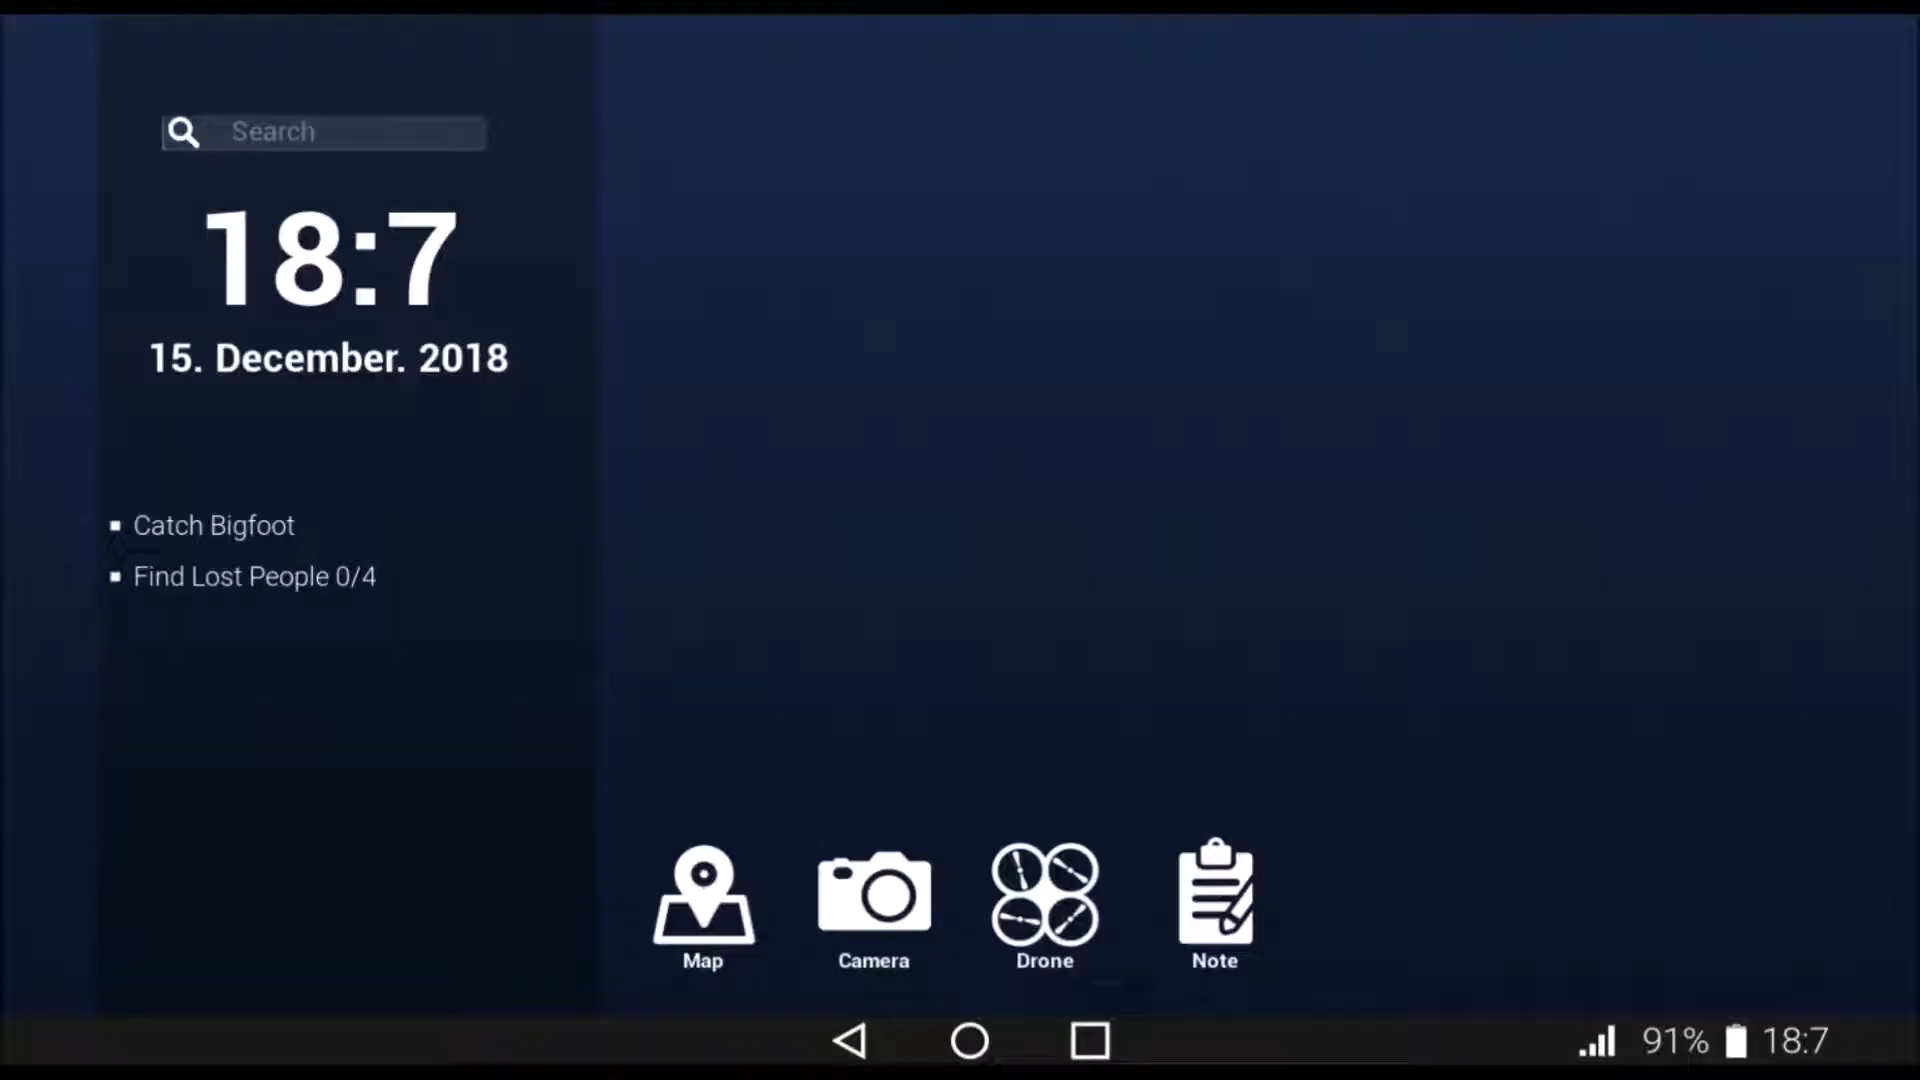 Search
18:7
15. December. 2018
Catch Bigfoot
Find Lost People 0/4
Map
Camera
Drone
Note
91% 18:7